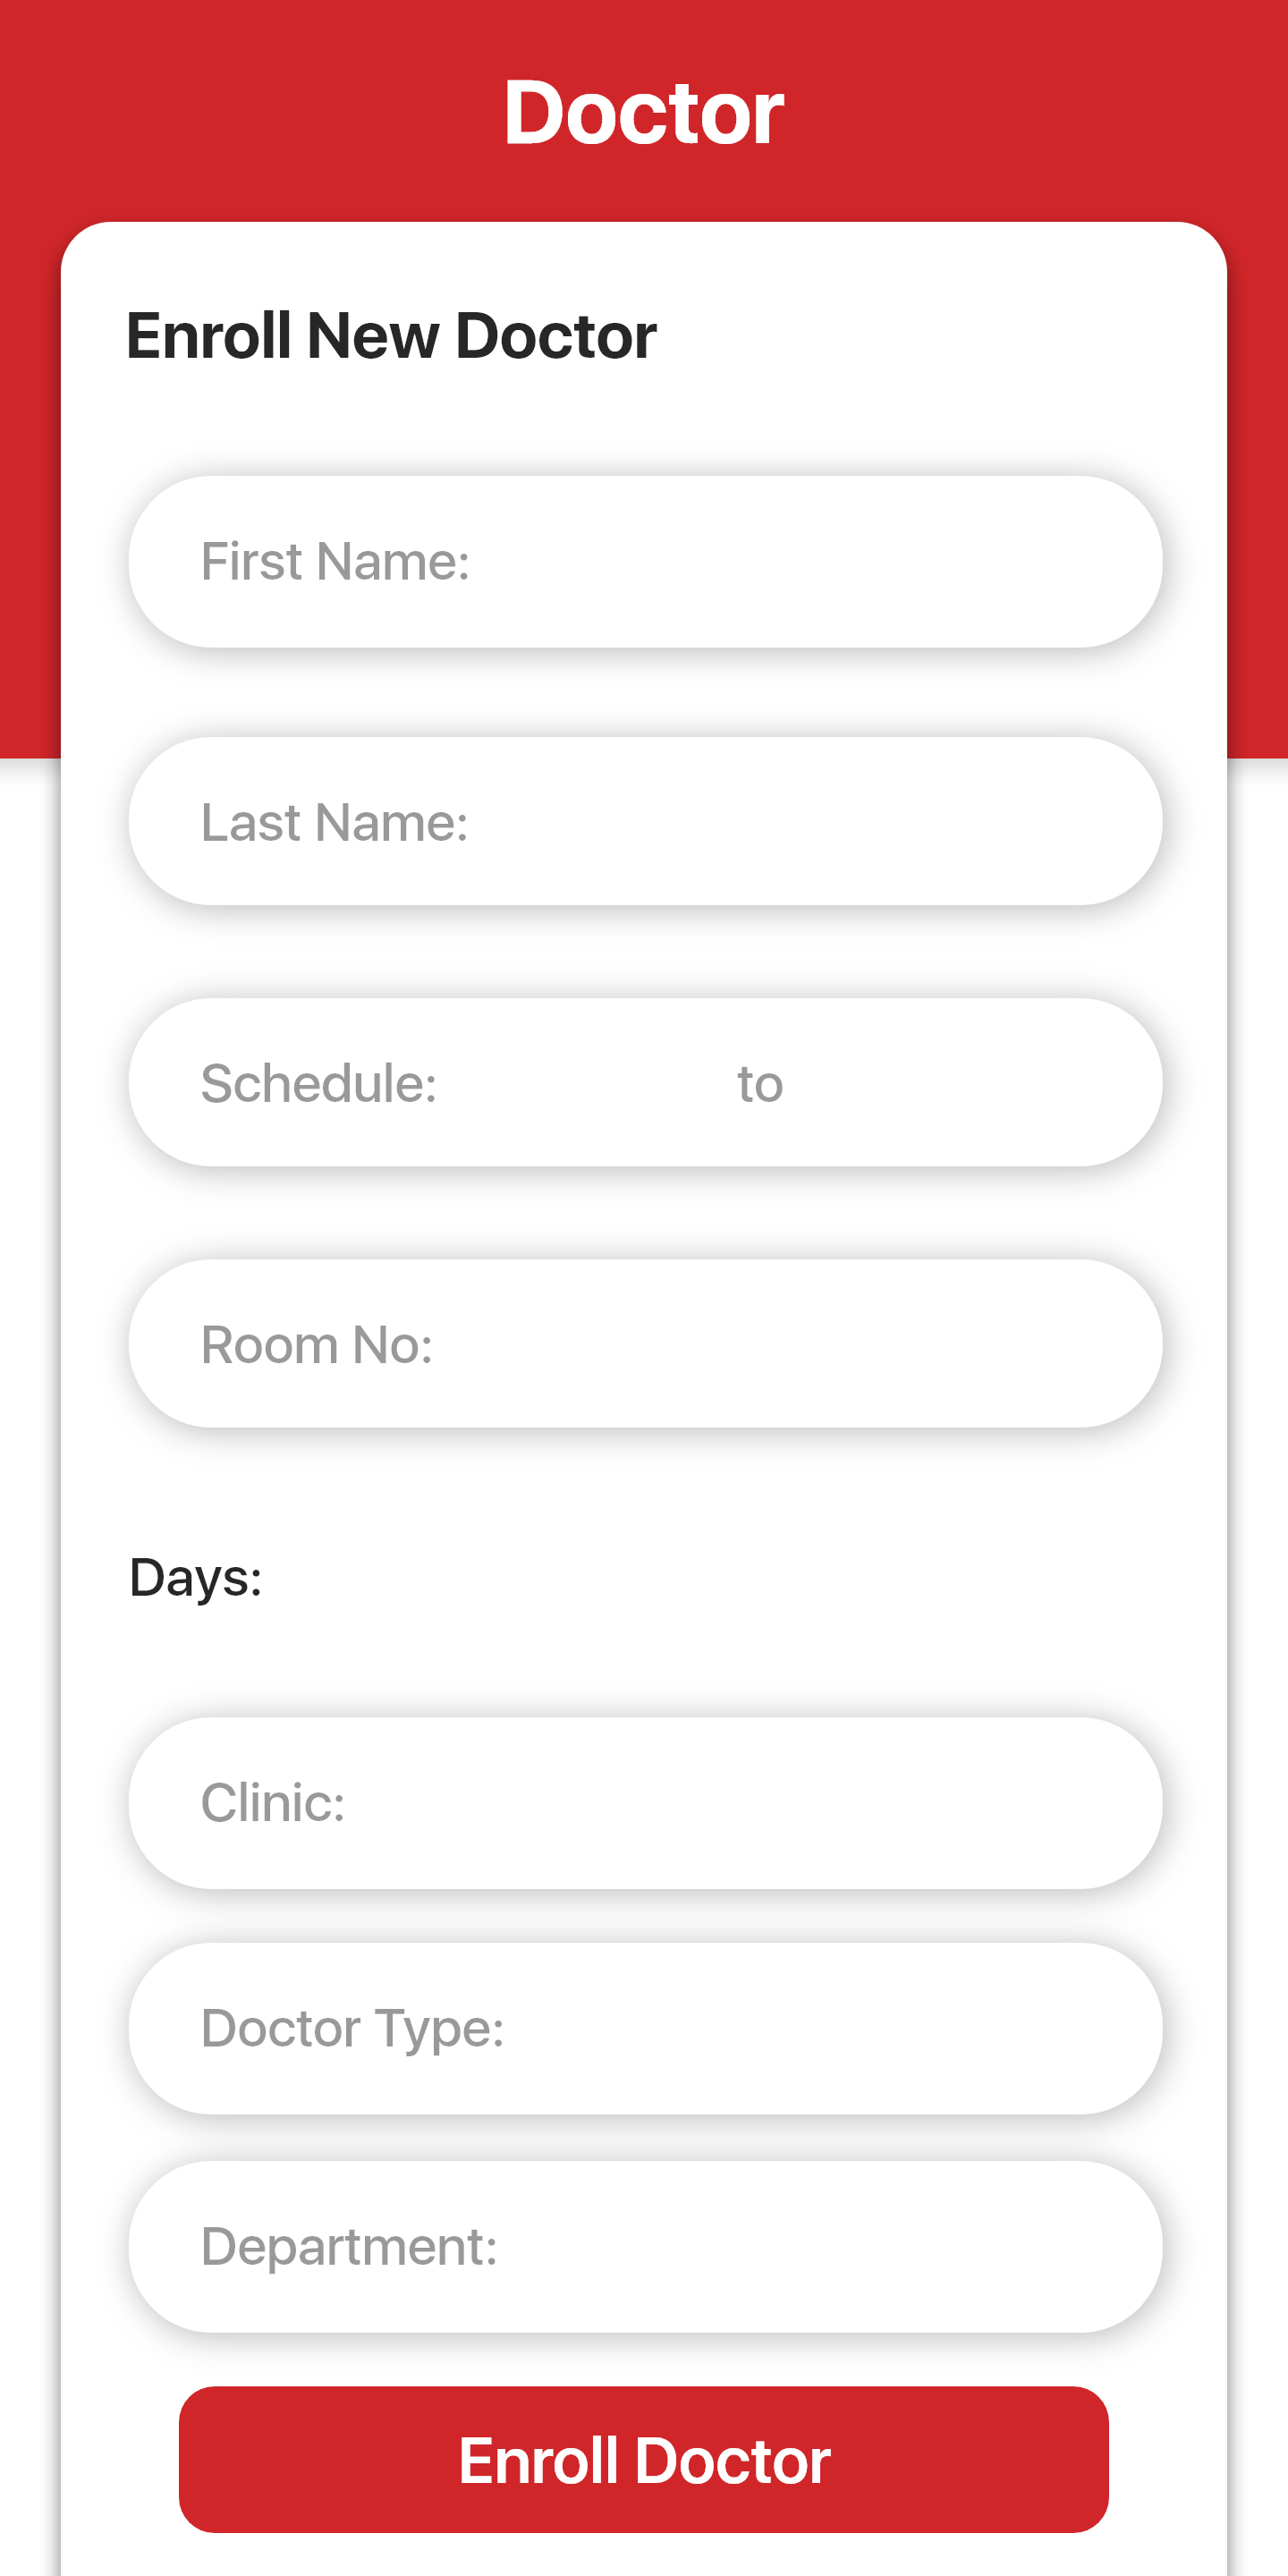 Doctor
Enroll New Doctor
First Name:
Last Name:
Schedule: to
Room No:
Days:
Clinic:
Doctor Type:
Department:
Enroll Doctor